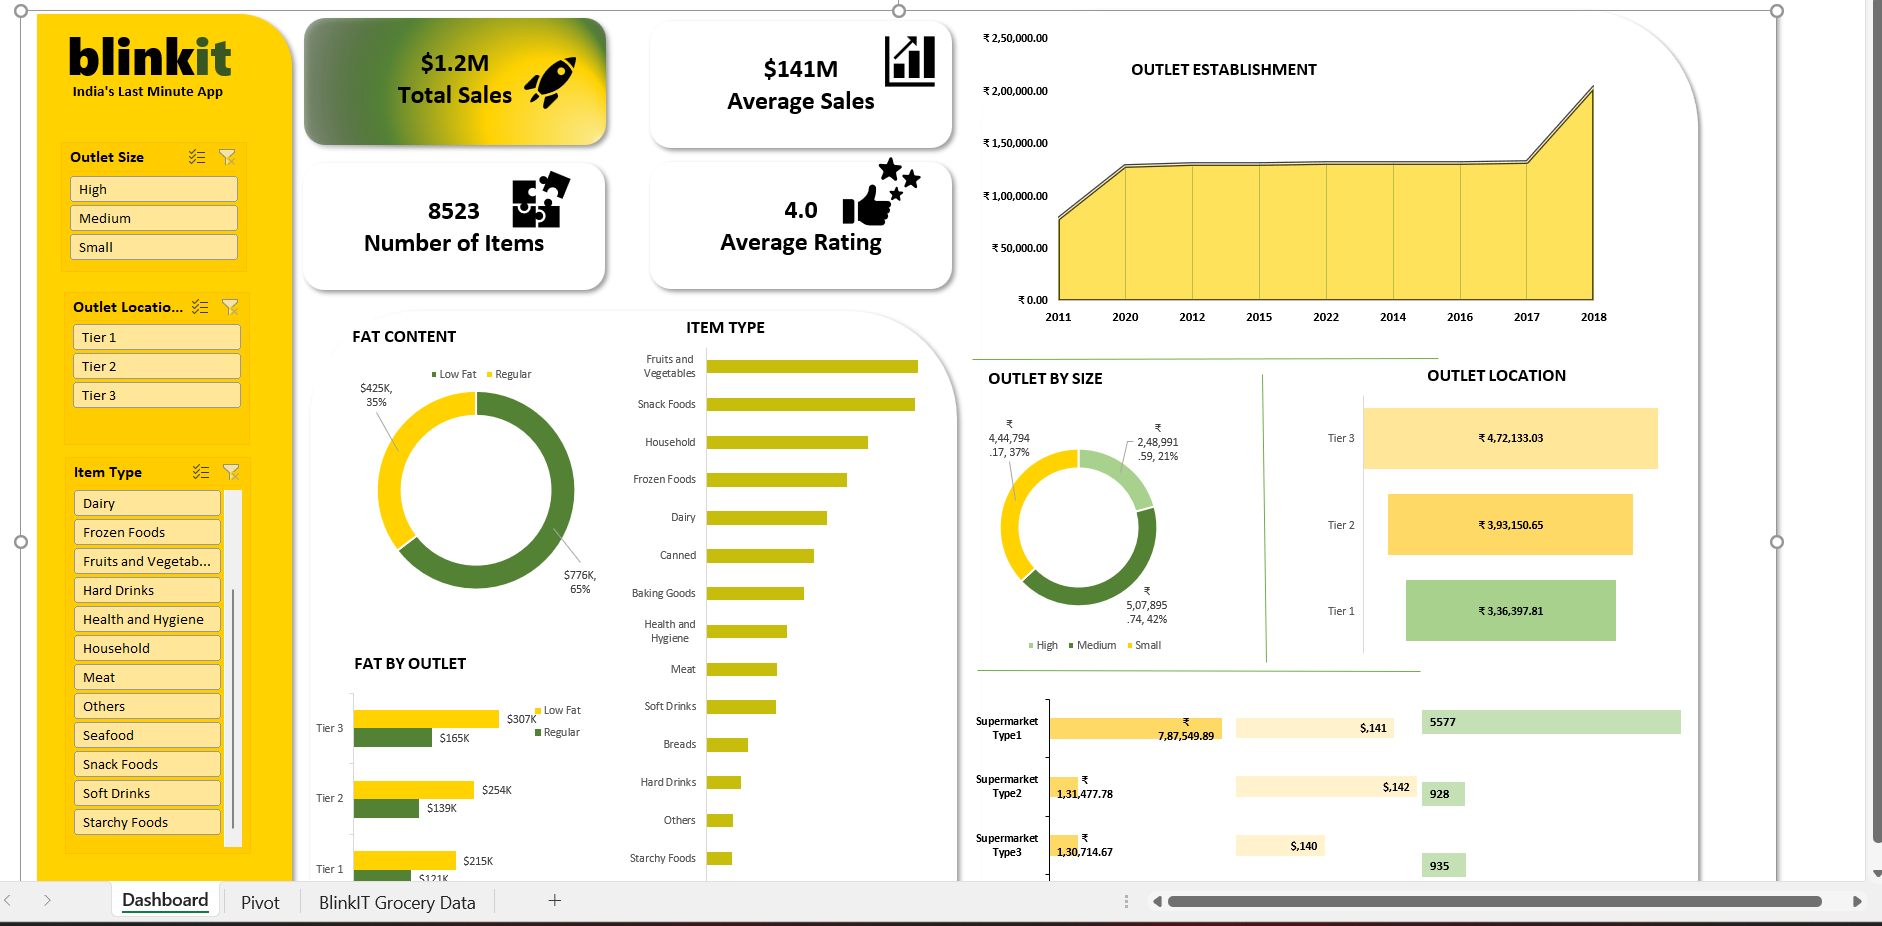 blinkit
India's Last Minute App
Outlet Size
High
Medium
Small
Outlet Locatio...
Tier 1
Tier 2
Tier 3
Item Type
Dairy
Frozen Foods
Fruits and Vegetab...
Hard Drinks
Health and Hygiene
Household
Meat
Others
Seafood
Snack Foods
Soft Drinks
Starchy Foods
$1.2M
Total Sales
$141M
Average Sales
8523
Number of Items
4.0
Average Rating
FAT CONTENT
Low Fat Regular
$425K,
35%
$776K,
65%
FAT BY OUTLET
Low Fat
Regular
Tier 3
$307K
$165K
Tier 2
$254K
$139K
Tier 1
$215K
$121K
ITEM TYPE
Fruits and
Vegetables
Snack Foods
Household
Frozen Foods
Dairy
Canned
Baking Goods
Health and
Hygiene
Meat
Soft Drinks
Breads
Hard Drinks
Others
Starchy Foods
OUTLET ESTABLISHMENT
₹ 2,50,000.00
₹ 2,00,000.00
₹ 1,50,000.00
₹ 1,00,000.00
₹ 50,000.00
₹ 0.00
2011 2020 2012 2015 2022 2014 2016 2017 2018
OUTLET BY SIZE
₹
4,44,794
.17, 37%
₹
2,48,991
.59, 21%
₹
5,07,895
.74, 42%
High Medium Small
OUTLET LOCATION
Tier 3
₹ 4,72,133.03
Tier 2
₹ 3,93,150.65
Tier 1
₹ 3,36,397.81
Supermarket
Type1
₹
7,87,549.89
$,141
5577
Supermarket
Type2
₹
1,31,477.78
$,142
928
Supermarket
Type3
₹
1,30,714.67
$,140
935
Dashboard
Pivot
BlinkIT Grocery Data